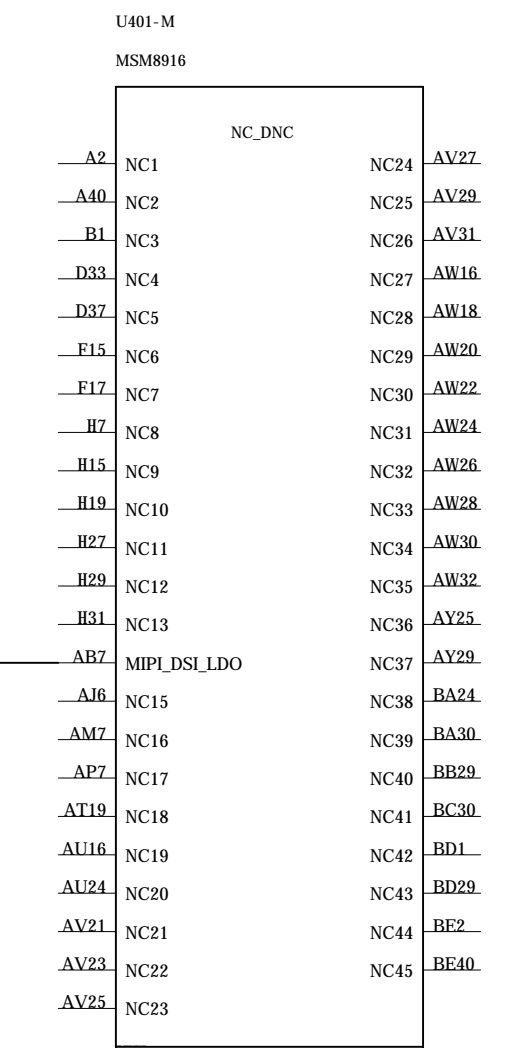 U401-M
MSM8916
NC_DNC
A2 NC1 NC24 AV27
A40 NC2 NC25 AV29
B1 NC3 NC26 AV31
D33 NC4 NC27 AW16
D37 NC5 NC28 AW18
F15 NC6 NC29 AW20
F17 NC7 NC30 AW22
H7 NC8 NC31 AW24
H15 NC9 NC32 AW26
H19 NC10 NC33 AW28
H27 NC11 NC34 AW30
H29 NC12 NC35 AW32
H31 NC13 NC36 AY25
AB7 MIPI_DSI_LDO NC37 AY29
AJ6 NC15 NC38 BA24
AM7 NC16 NC39 BA30
AP7 NC17 NC40 BB29
AT19 NC18 NC41 BC30
AU16 NC19 NC42 BD1
AU24 NC20 NC43 BD29
AV21 NC21 NC44 BE2
AV23 NC22 NC45 BE40
AV25 NC23